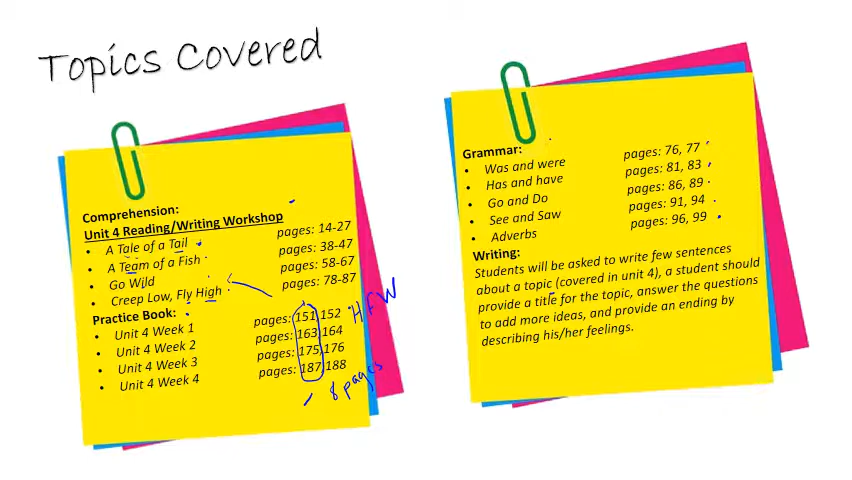 Topics Covered
Comprehension:
Unit 4 Reading/Writing Workshop
• A Tale of a Tail pages: 14-27
• A Team of a Fish pages: 38-47
• Go Wild pages: 58-67
• Creep Low, Fly High pages: 78-87
Practice Book:
• Unit 4 Week 1 pages: 151,152
• Unit 4 Week 2 pages: 163,164
• Unit 4 Week 3 pages: 175,176
• Unit 4 Week 4 pages: 187,188
HFW
8 pages
Grammar:
• Was and were pages: 76, 77
• Has and have pages: 81, 83
• Go and Do pages: 86, 89
• See and Saw pages: 91, 94
• Adverbs pages: 96, 99
Writing:
Students will be asked to write few sentences
about a topic (covered in unit 4), a student should
provide a title for the topic, answer the questions
to add more ideas, and provide an ending by
describing his/her feelings.